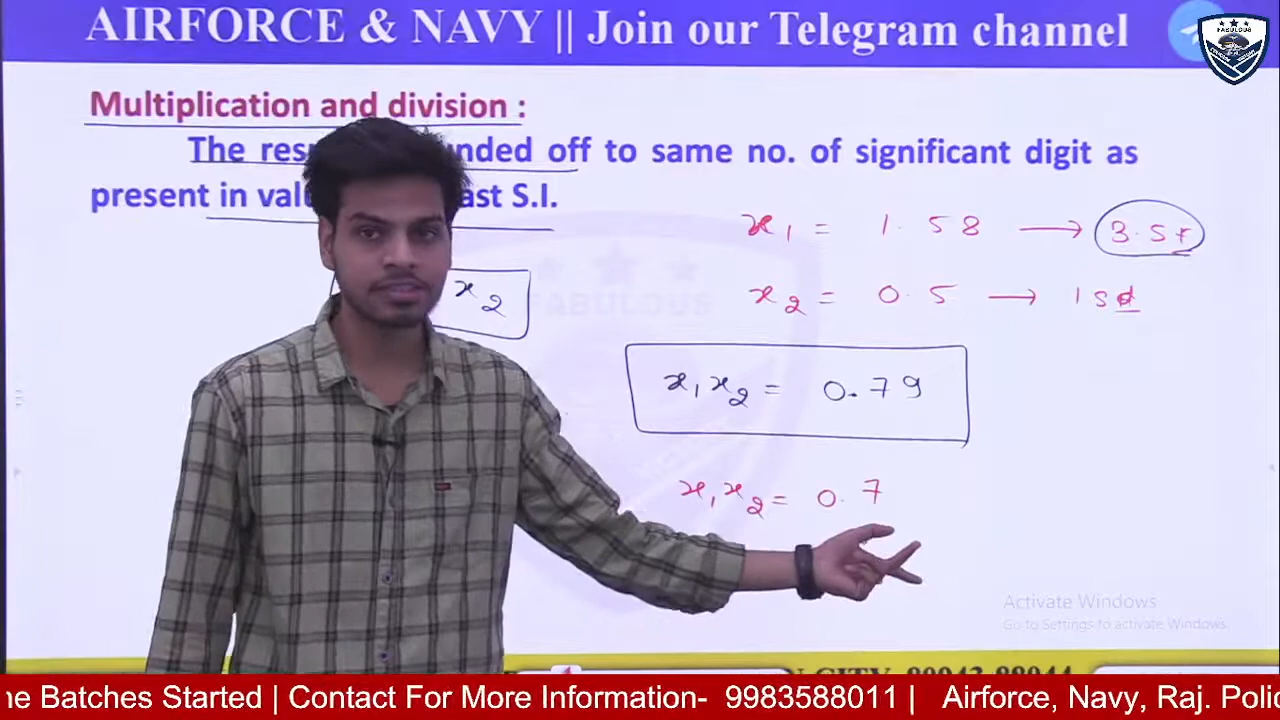 AIRFORCE & NAVY || Join our Telegram channel
FABULOUS
Multiplication and division :
The res nded off to same no. of significant digit as
present in val ast S.I.
x₁ = 1.58 → 3.5f
x₂ x₂ = 0.5 → 1 sd
FABULOUS
x₁x₂ = 0.79
x₁x₂ = 0.7
Activate Windows
Go to Settings to activate Windows.
ne Batches Started | Contact For More Information- 9983588011 | Airforce, Navy, Raj. Polic